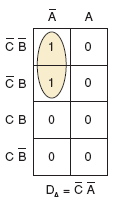 A̅ A
C̅ B̅ 1 0
C̅ B 1 0
C B 0 0
C B̅ 0 0
D_A = C̅ A̅